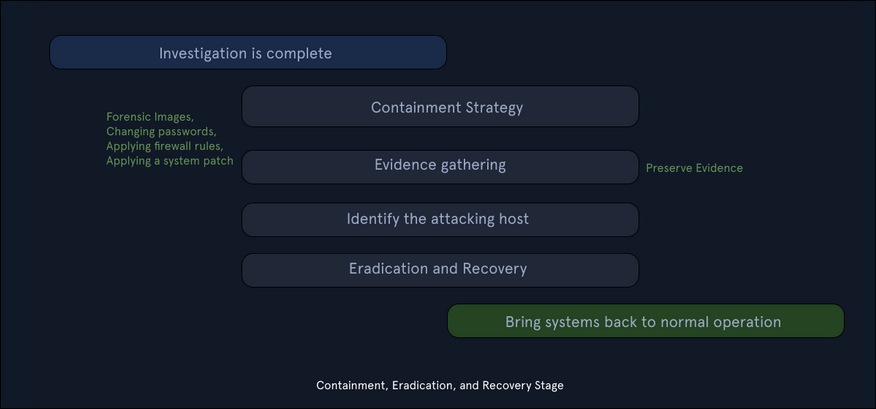 Investigation is complete
Containment Strategy
Forensic Images,
Changing passwords,
Applying firewall rules,
Applying a system patch
Evidence gathering
Preserve Evidence
Identify the attacking host
Eradication and Recovery
Bring systems back to normal operation
Containment, Eradication, and Recovery Stage